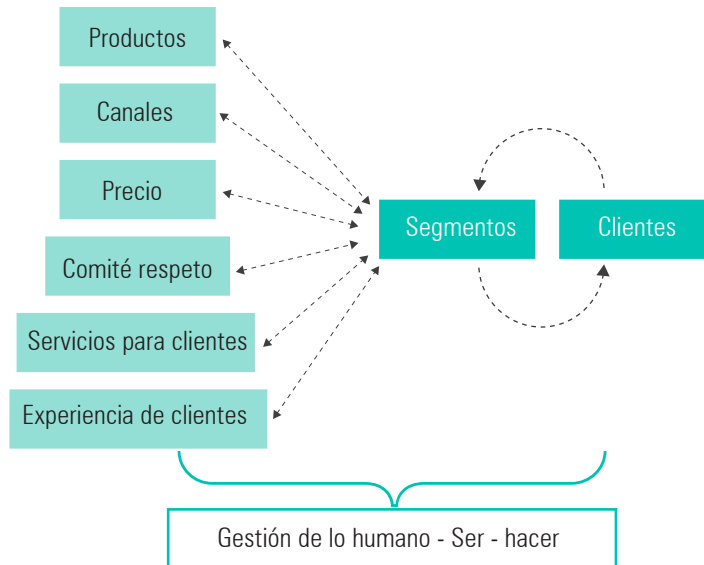 Productos
Canales
Precio
Comité respeto
Servicios para clientes
Experiencia de clientes
Segmentos
Clientes
Gestión de lo humano - Ser - hacer